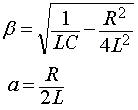 β = √(1/LC − R²/4L²)
a = R/2L